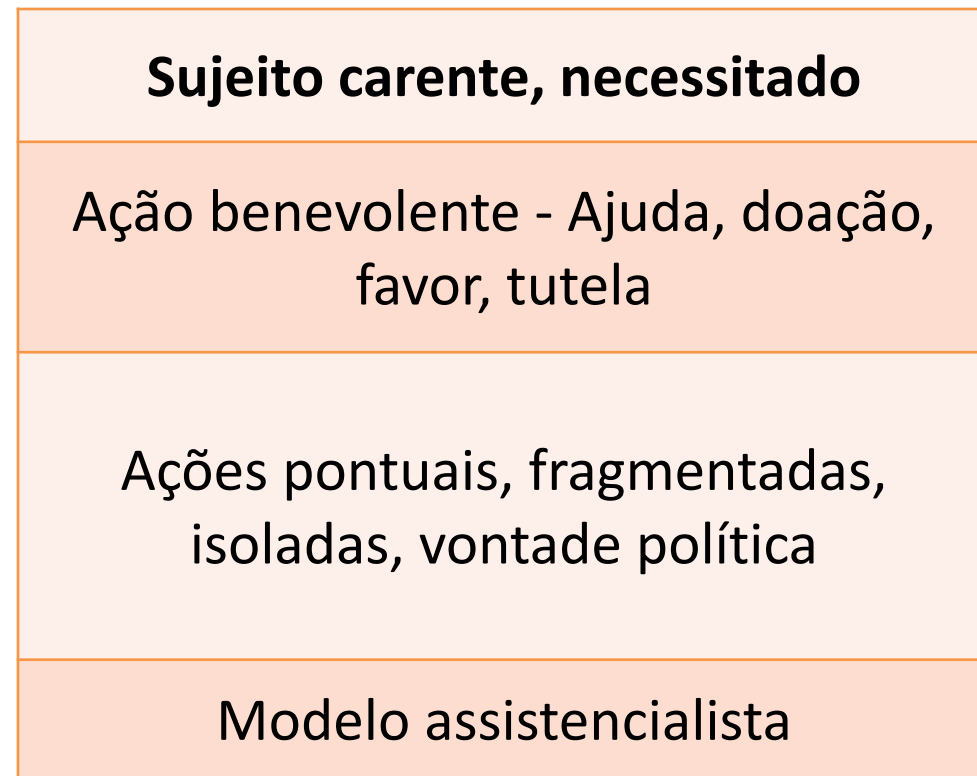 Sujeito carente, necessitado
Ação benevolente - Ajuda, doação,
favor, tutela
Ações pontuais, fragmentadas,
isoladas, vontade política
Modelo assistencialista